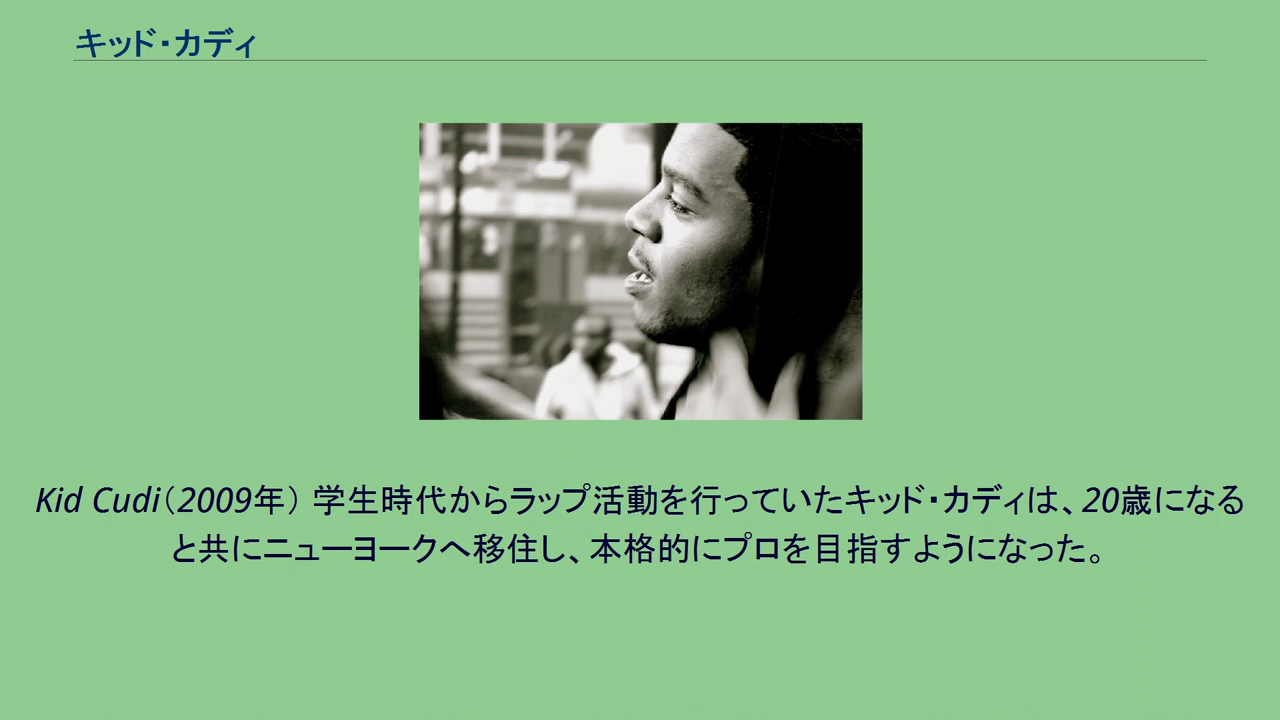 キッド・カディ
Kid Cudi（2009年） 学生時代からラップ活動を行っていたキッド・カディは、20歳になる
と共にニューヨークへ移住し、本格的にプロを目指すようになった。